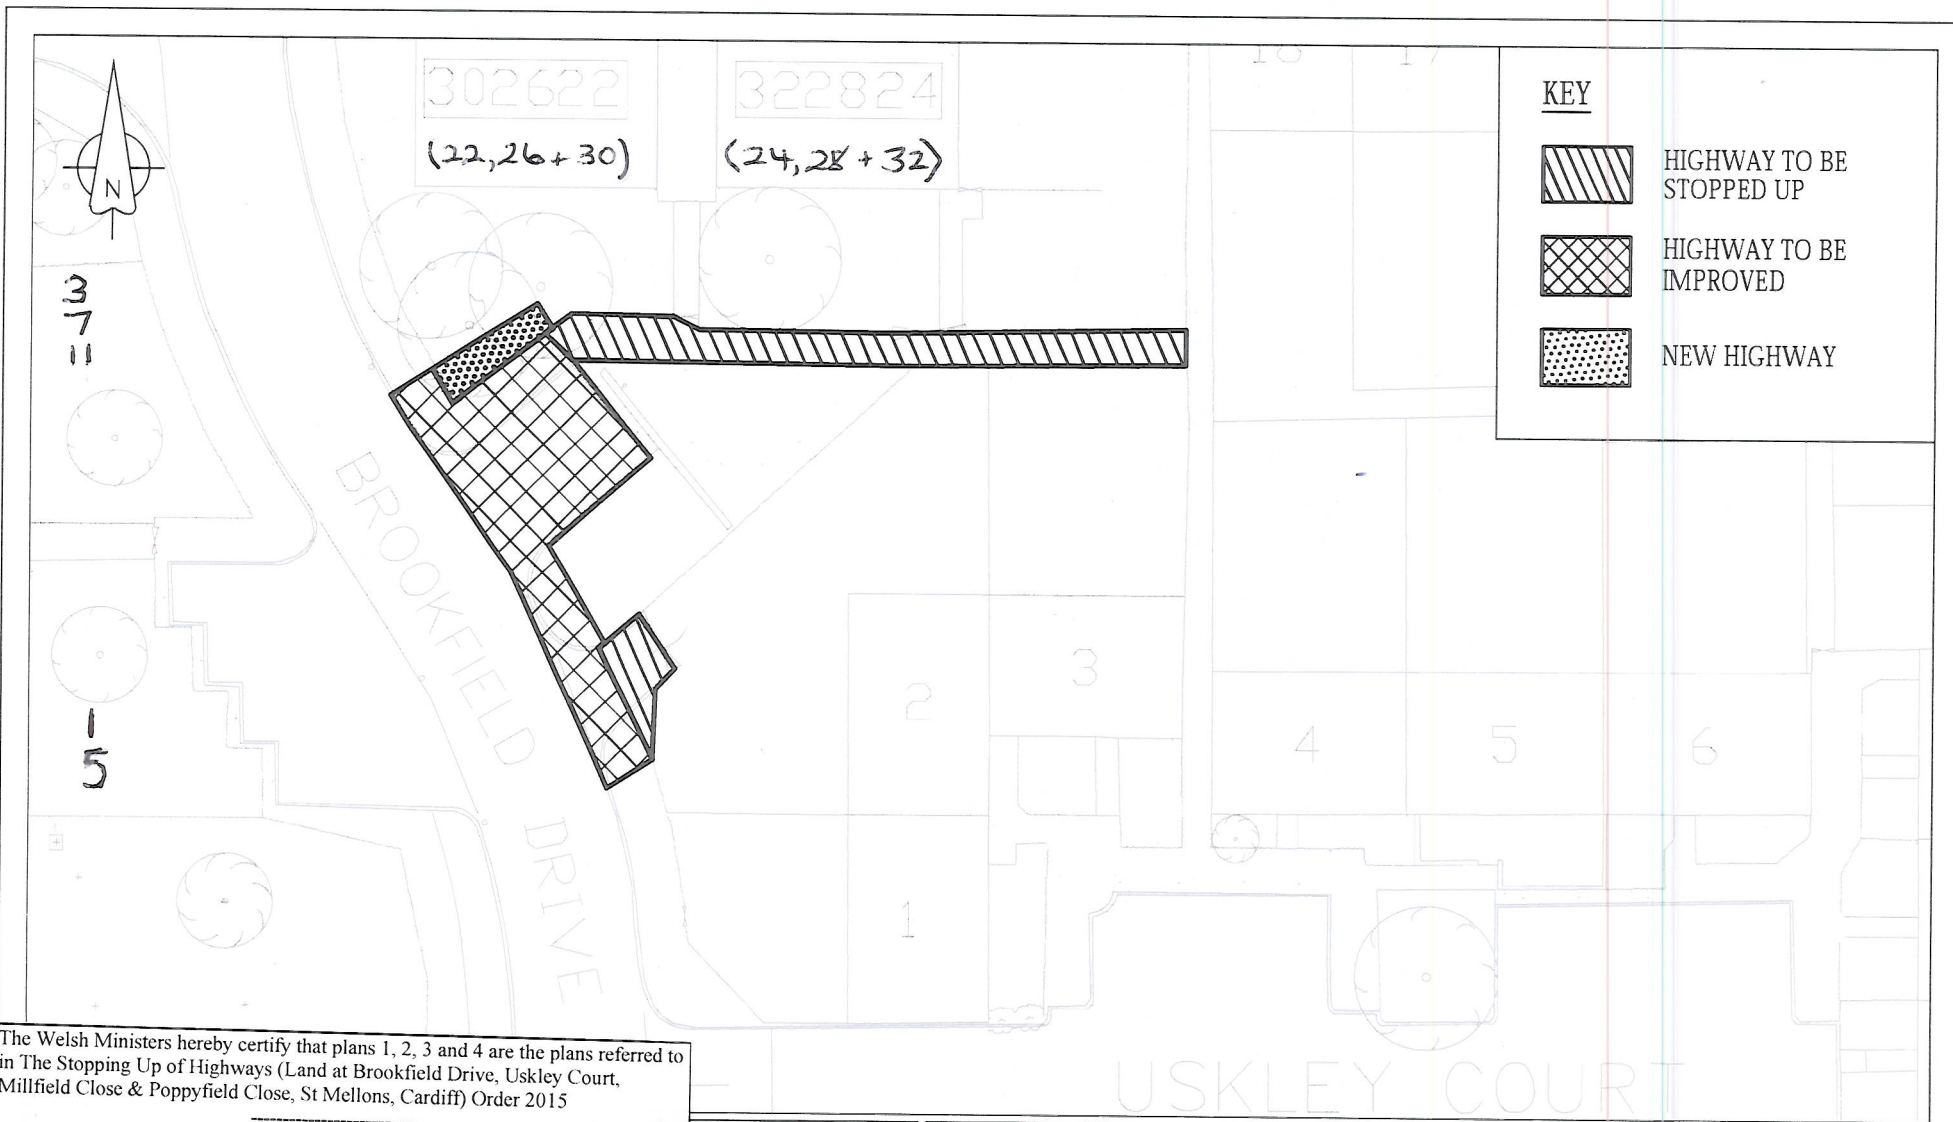 302622
322824
(22,26+30)
(24,28+32)
N
3
7
11
1
5
KEY
HIGHWAY TO BE
STOPPED UP
HIGHWAY TO BE
IMPROVED
NEW HIGHWAY
BROOKFIELD DRIVE
2
3
4
5
6
1
USKLEY COURT
The Welsh Ministers hereby certify that plans 1, 2, 3 and 4 are the plans referred to
in The Stopping Up of Highways (Land at Brookfield Drive, Uskley Court,
Millfield Close & Poppyfield Close, St Mellons, Cardiff) Order 2015